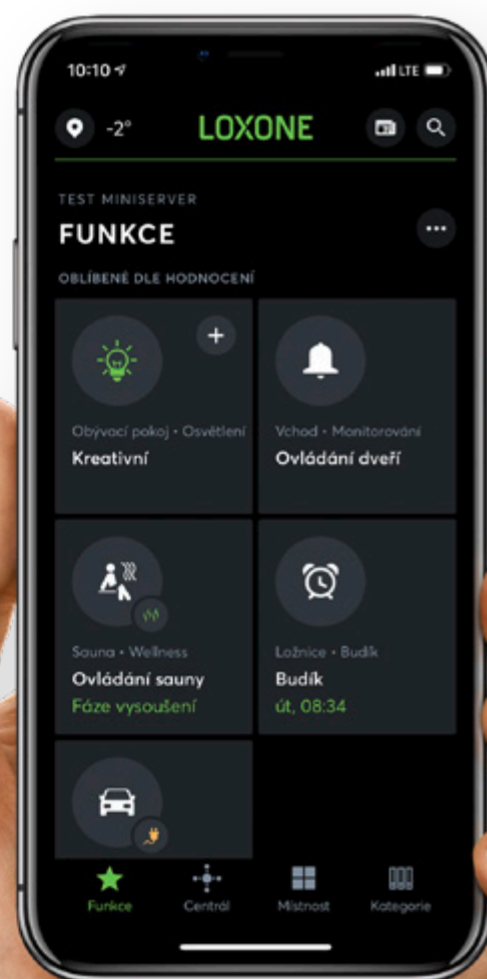 10:10 LTE
-2° LOXONE
TEST MINISERVER
FUNKCE
OBLÍBENÉ DLE HODNOCENÍ
Obývací pokoj • Osvětlení
Kreativní
Vchod • Monitorování
Ovládání dveří
Sauna • Wellness
Ovládání sauny
Fáze vysoušení
Ložnice • Budík
Budík
út, 08:34
Funkce Centrál Místnost Kategorie